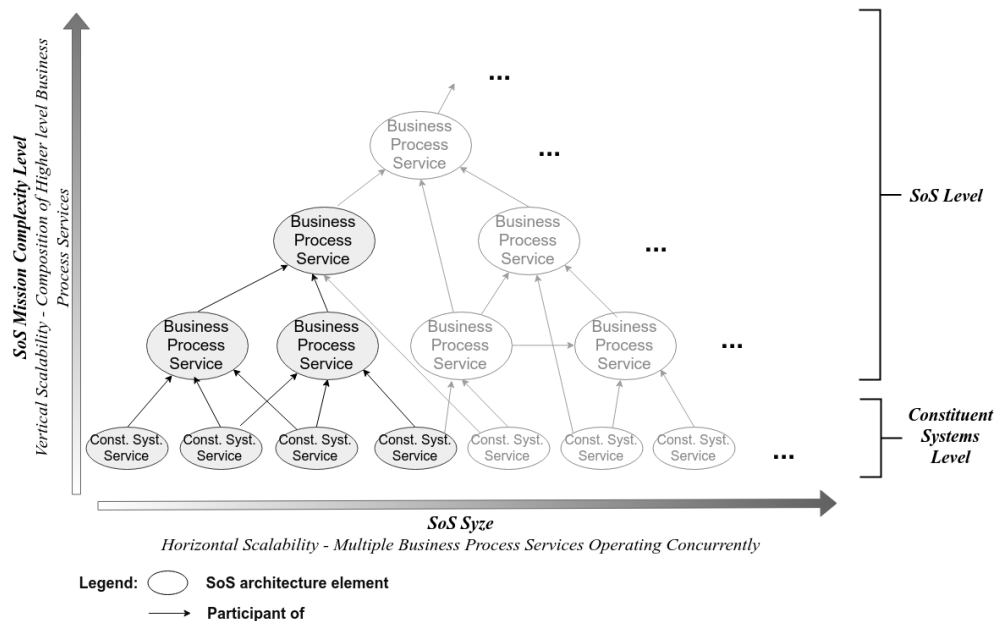 ...
Business
Process
Service
...
SoS Level
Business
Process
Service
Business
Process
Service
...
SoS Mission Complexity Level
Vertical Scalability - Composition of Higher level Business
Process Services
Business
Process
Service
Business
Process
Service
Business
Process
Service
Business
Process
Service
...
Const. Syst.
Service
Const. Syst.
Service
Const. Syst.
Service
Const. Syst.
Service
Const. Syst.
Service
Const. Syst.
Service
Const. Syst.
Service
...
Constituent
Systems
Level
SoS Syze
Horizontal Scalability - Multiple Business Process Services Operating Concurrently
Legend:
SoS architecture element
Participant of